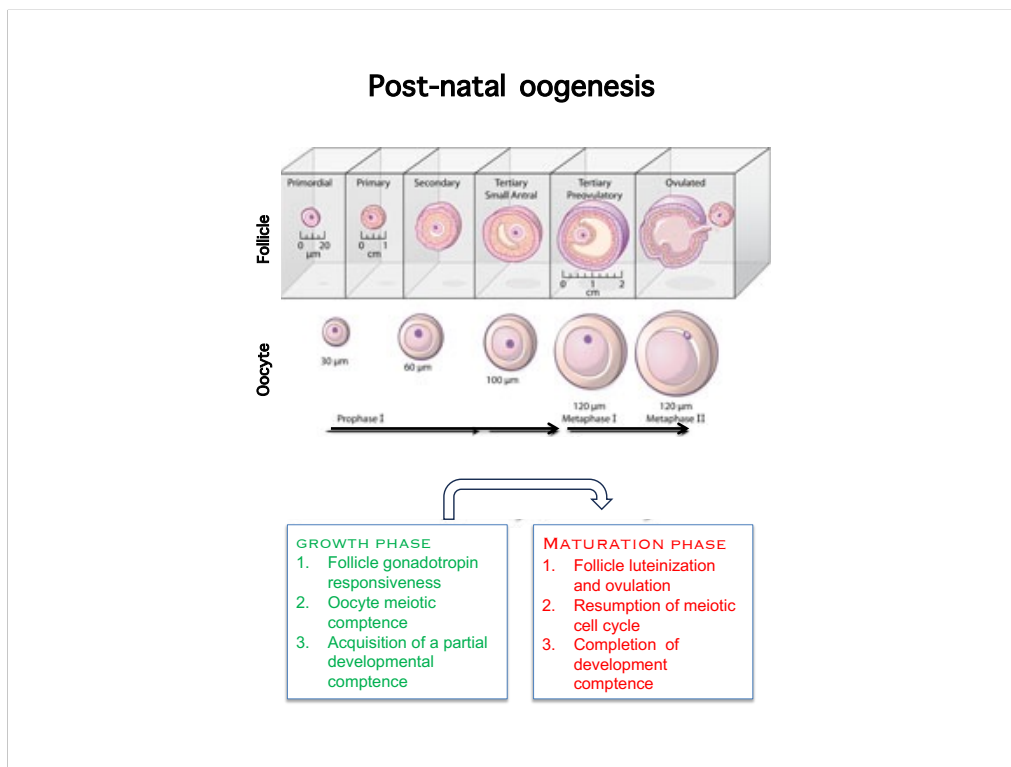 Post-natal oogenesis
Follicle
Primordial
Primary
Secondary
Tertiary
Small Antral
Tertiary
Preovulatory
Ovulated
0 20
µm
0 1
cm
0 1 2
cm
Oocyte
30 µm
60 µm
100 µm
120 µm
Metaphase I
120 µm
Metaphase II
Prophase I
GROWTH PHASE
1. Follicle gonadotropin
responsiveness
2. Oocyte meiotic
comptence
3. Acquisition of a partial
developmental
comptence
MATURATION PHASE
1. Follicle luteinization
and ovulation
2. Resumption of meiotic
cell cycle
3. Completion of
development
comptence